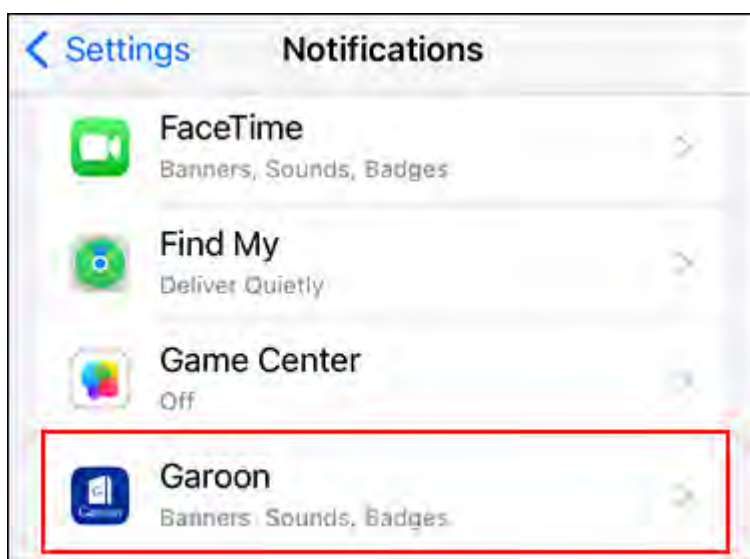 Settings Notifications
FaceTime
Banners, Sounds, Badges
Find My
Deliver Quietly
Game Center
Off
Garoon
Banners Sounds, Badges